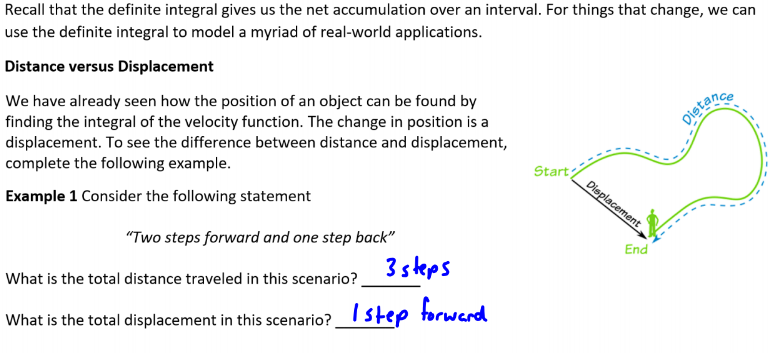 Recall that the definite integral gives us the net accumulation over an interval. For things that change, we can
use the definite integral to model a myriad of real-world applications.
Distance versus Displacement
We have already seen how the position of an object can be found by
finding the integral of the velocity function. The change in position is a
displacement. To see the difference between distance and displacement,
complete the following example.
Distance
Start
Displacement
End
Example 1 Consider the following statement
"Two steps forward and one step back"
What is the total distance traveled in this scenario? 3 steps
What is the total displacement in this scenario? 1 step forward